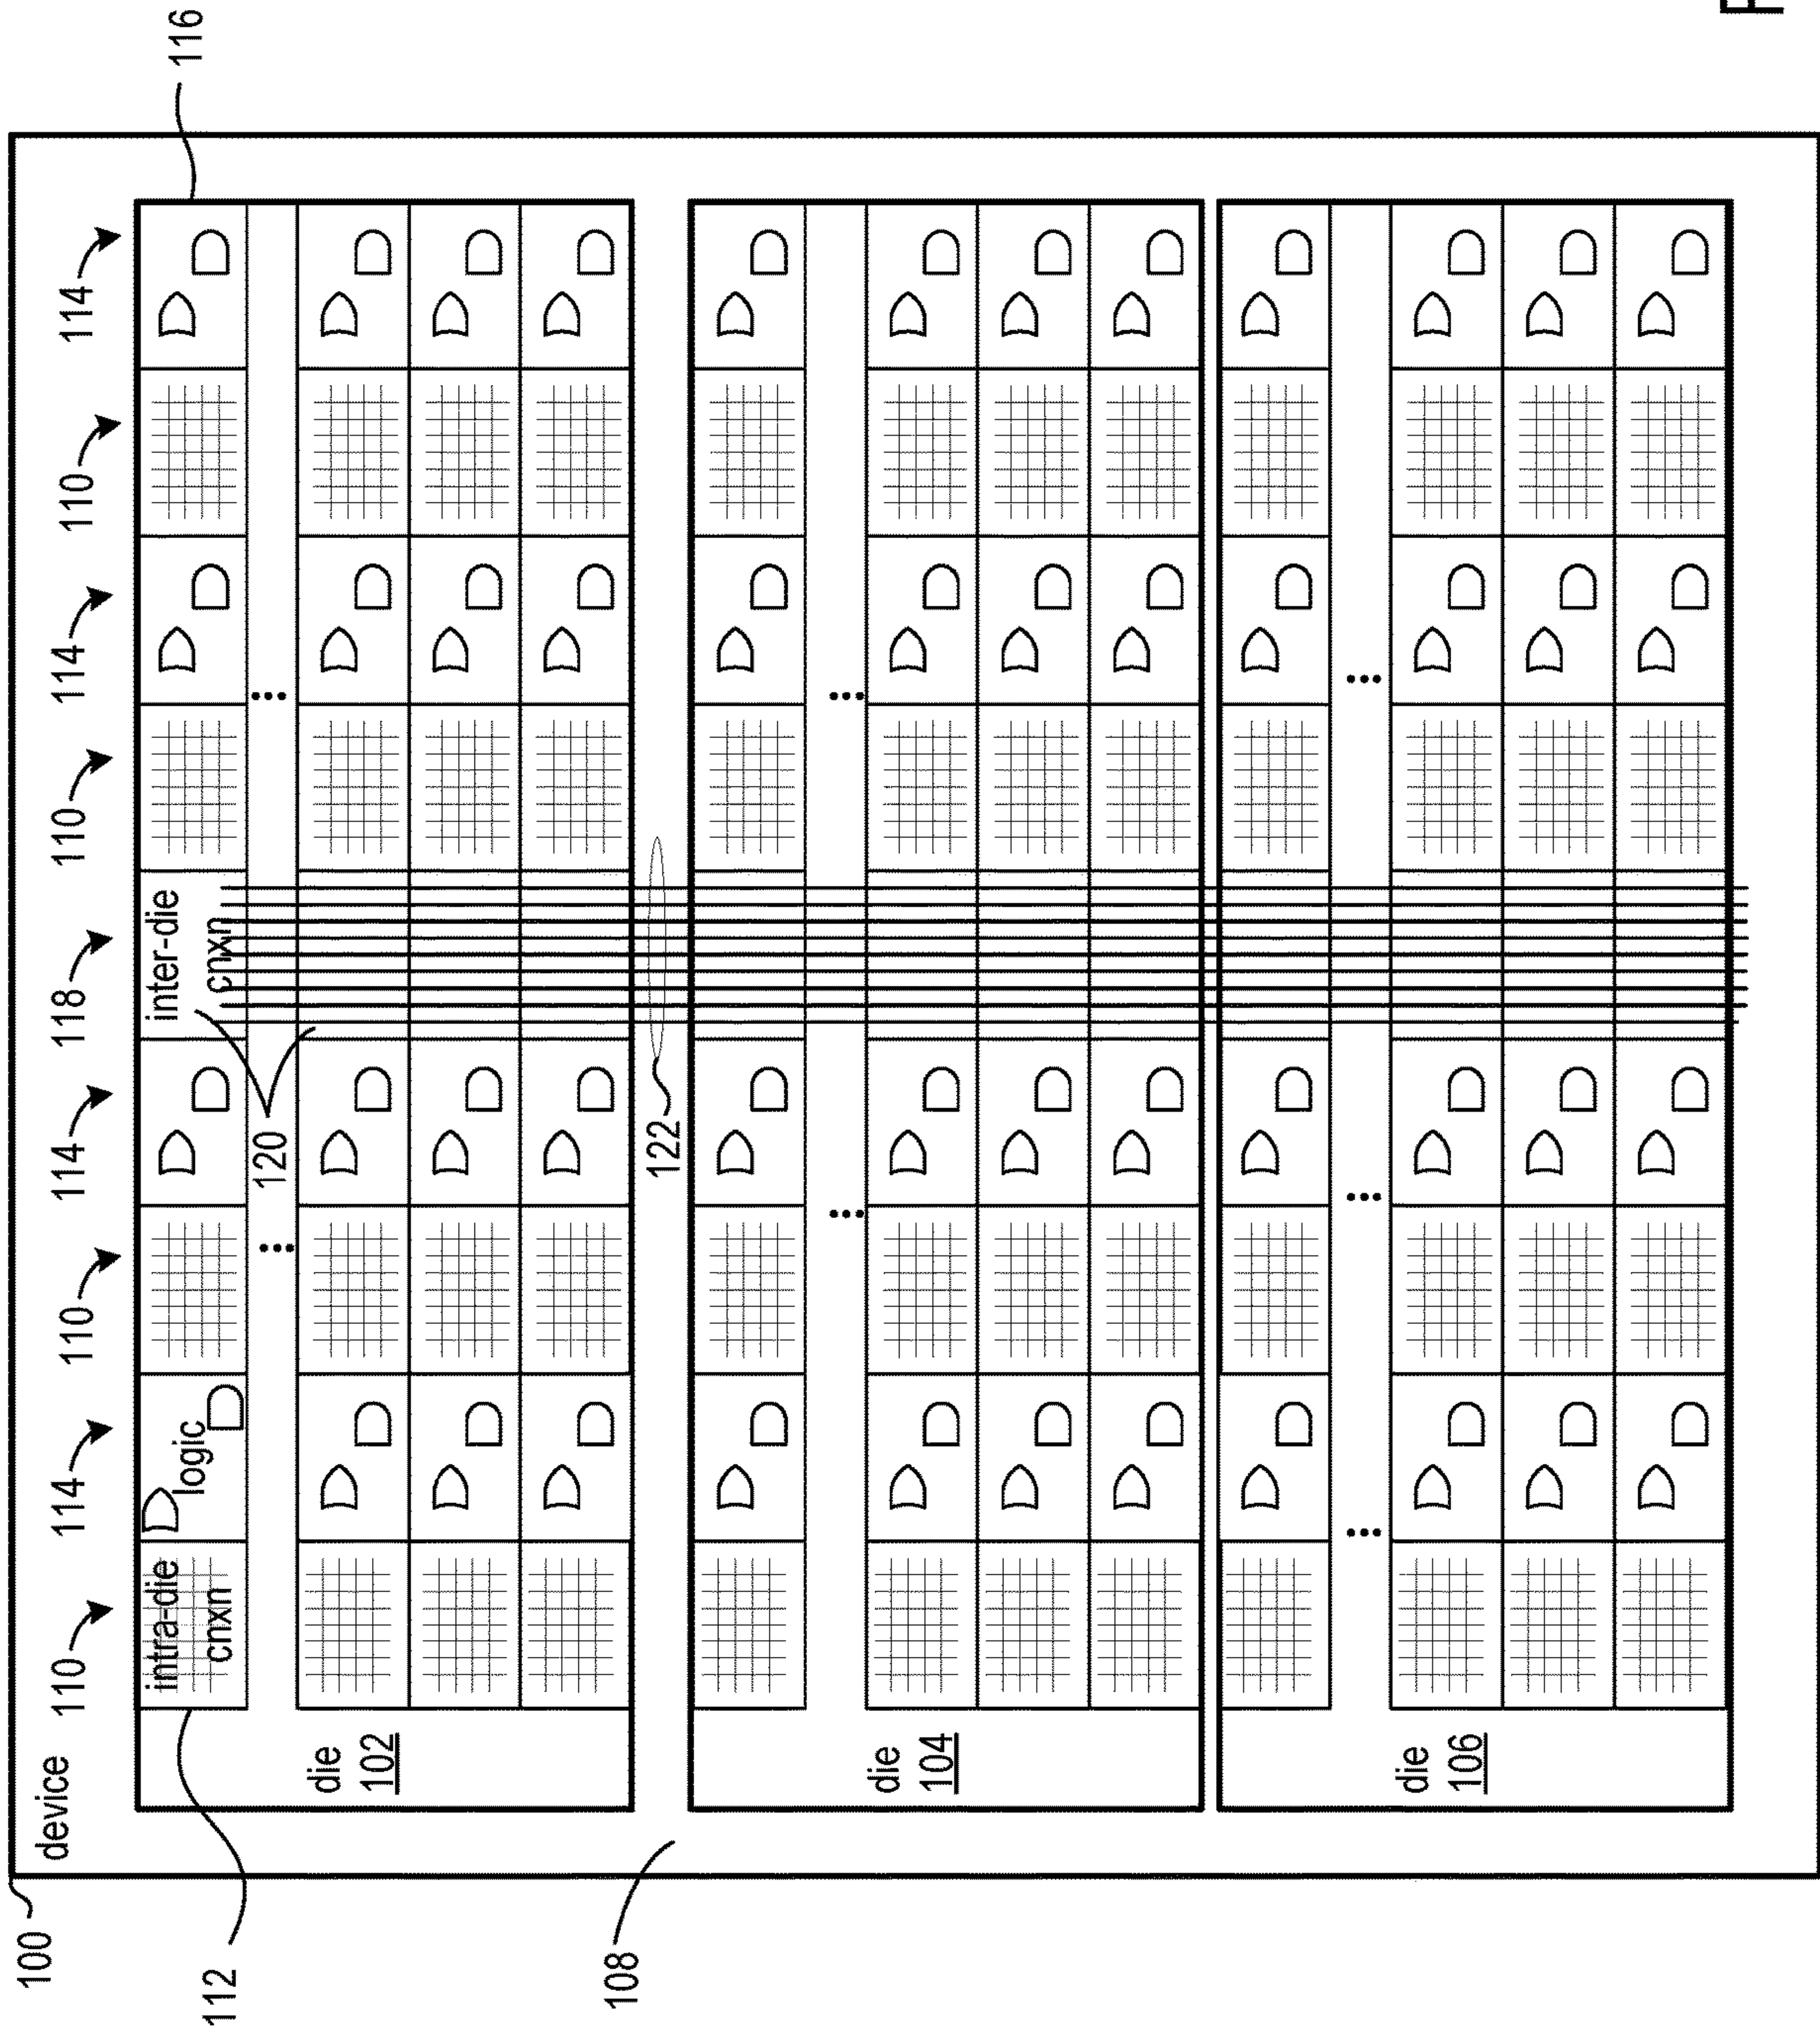 100
device
110 114 110 114 118 110 114 110 114
intra-die
cnxn
logic
inter-die
cnxn
116
112
120
die
102
108
122
die
104
die
106